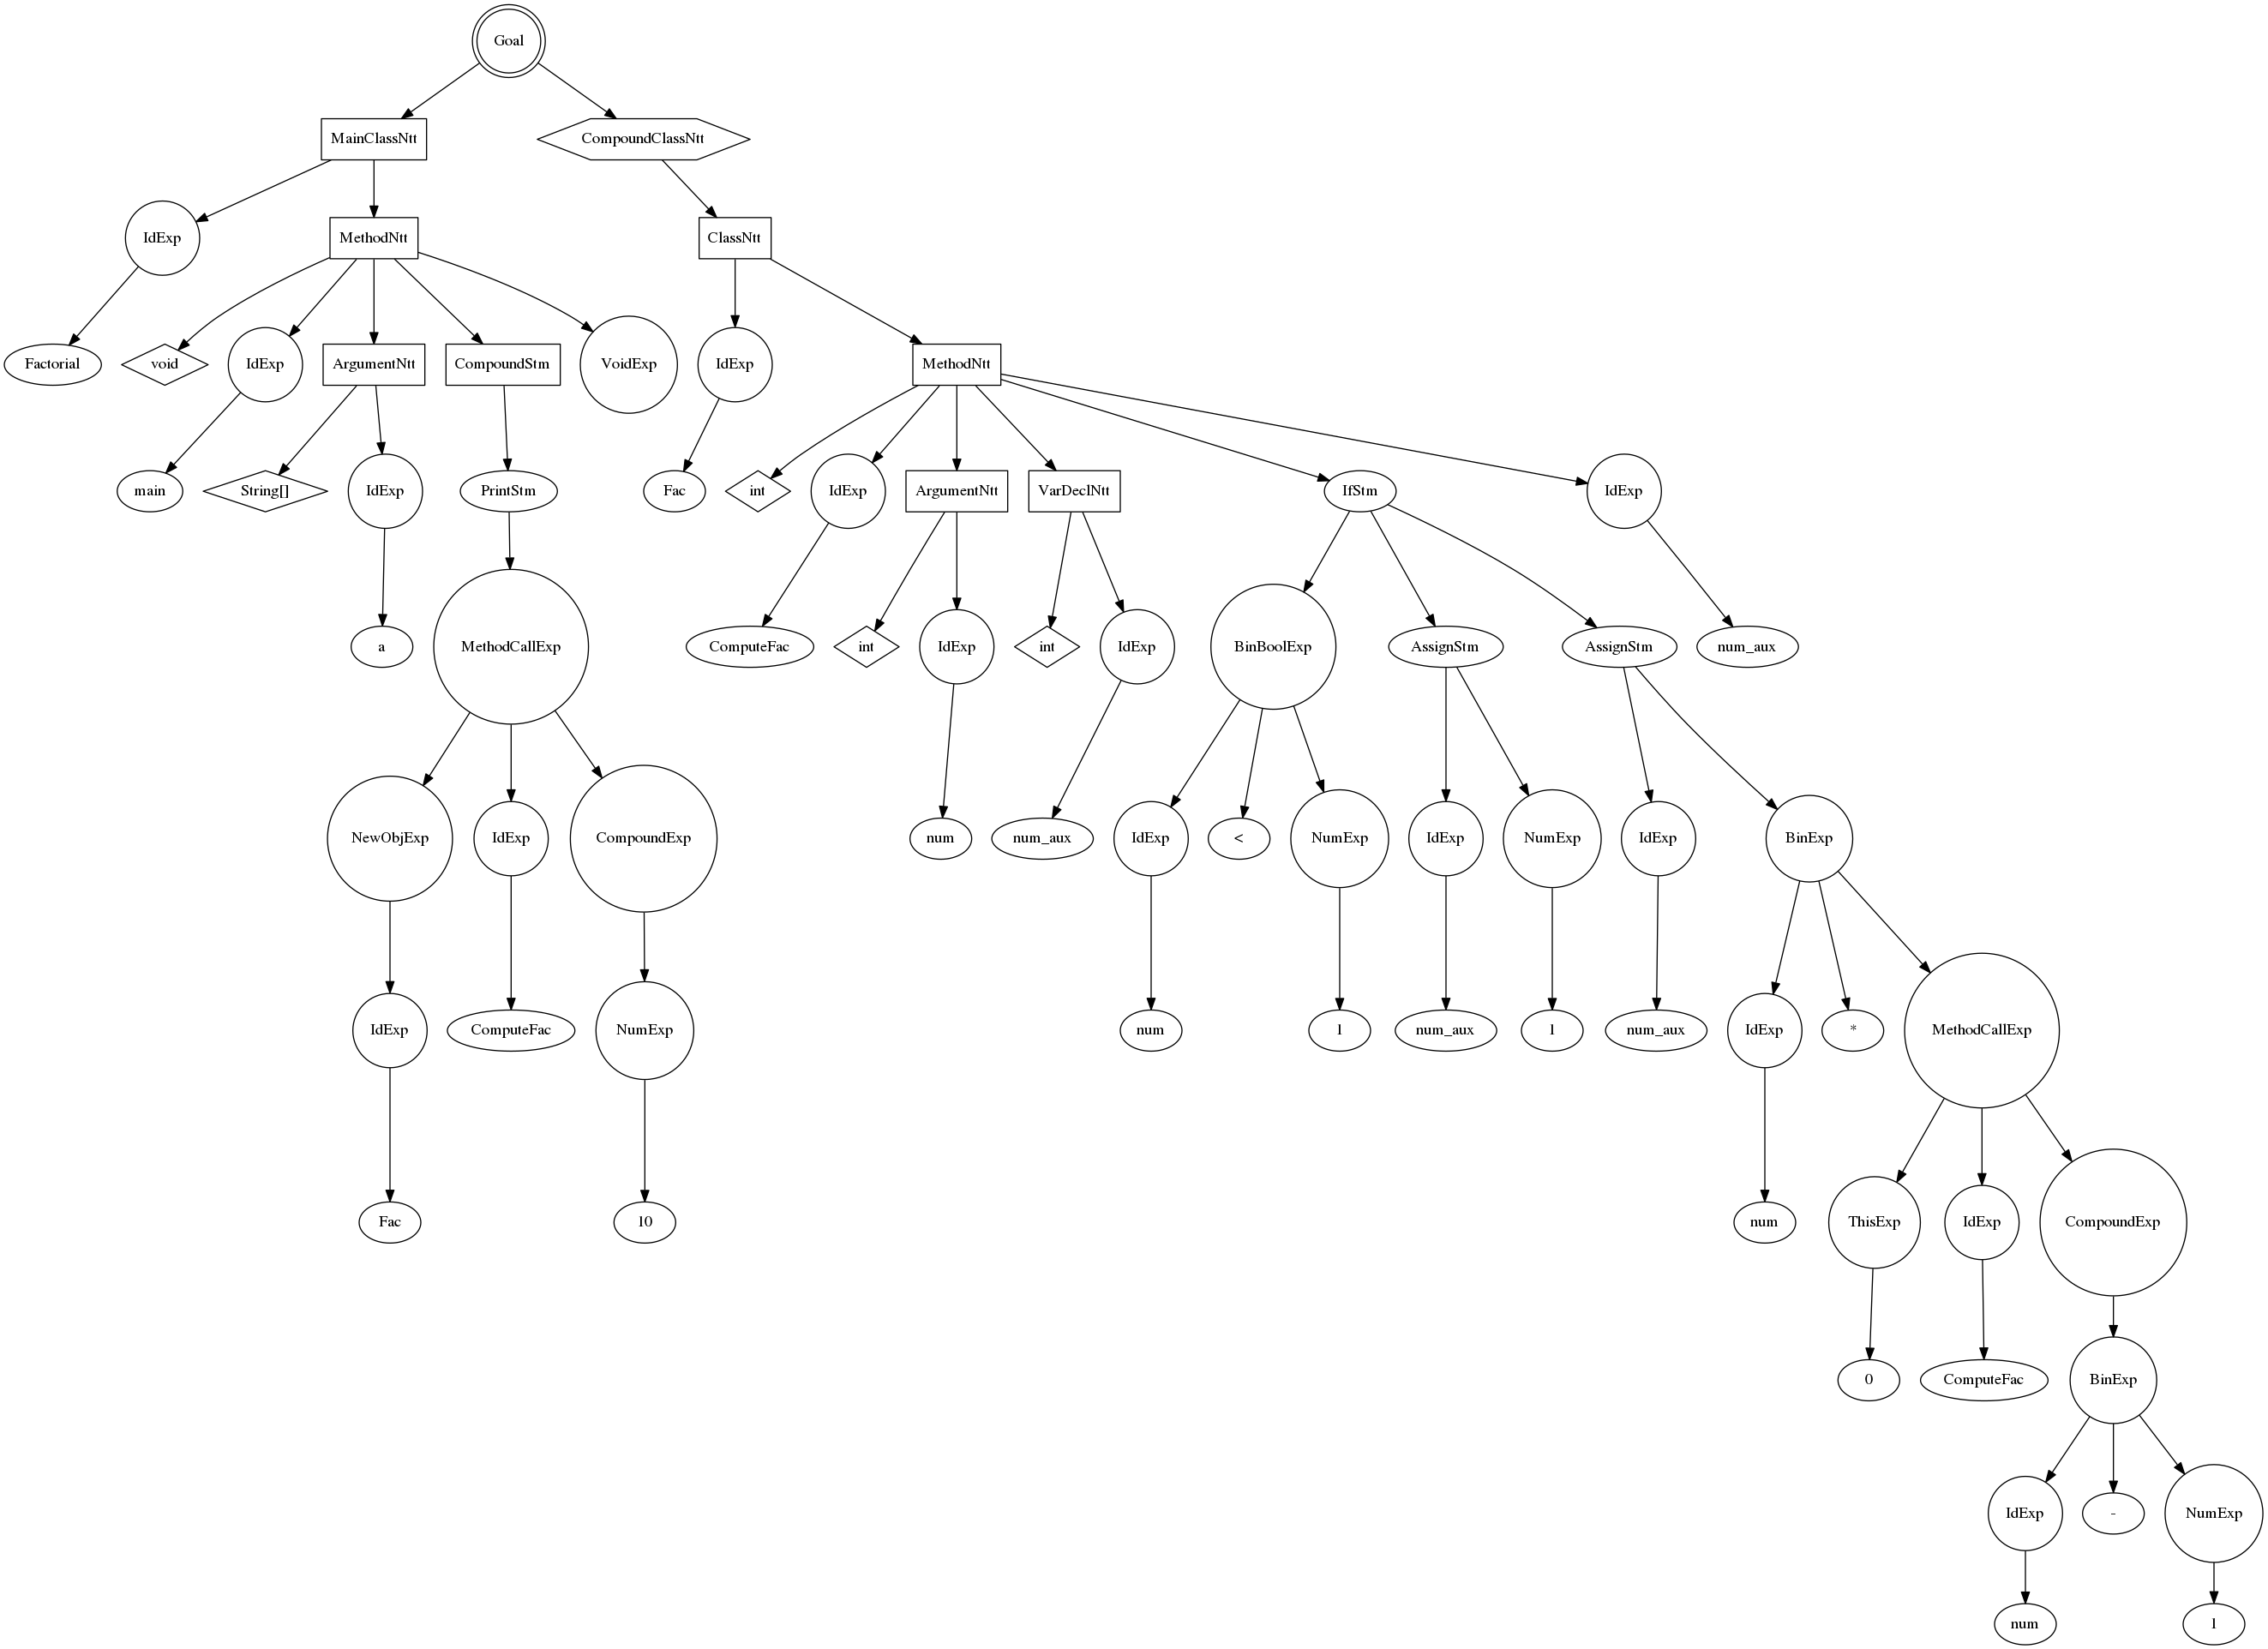 Goal
MainClassNtt
CompoundClassNtt
IdExp
MethodNtt
ClassNtt
Factorial
void
IdExp
ArgumentNtt
CompoundStm
VoidExp
IdExp
MethodNtt
main
String[]
IdExp
PrintStm
Fac
int
IdExp
ArgumentNtt
VarDeclNtt
IfStm
IdExp
a
MethodCallExp
ComputeFac
int
IdExp
int
IdExp
BinBoolExp
AssignStm
AssignStm
num_aux
NewObjExp
IdExp
CompoundExp
num
num_aux
IdExp
<
NumExp
IdExp
NumExp
IdExp
BinExp
IdExp
ComputeFac
NumExp
num
1
num_aux
1
num_aux
IdExp
*
MethodCallExp
Fac
10
num
ThisExp
IdExp
CompoundExp
0
ComputeFac
BinExp
IdExp
-
NumExp
num
1